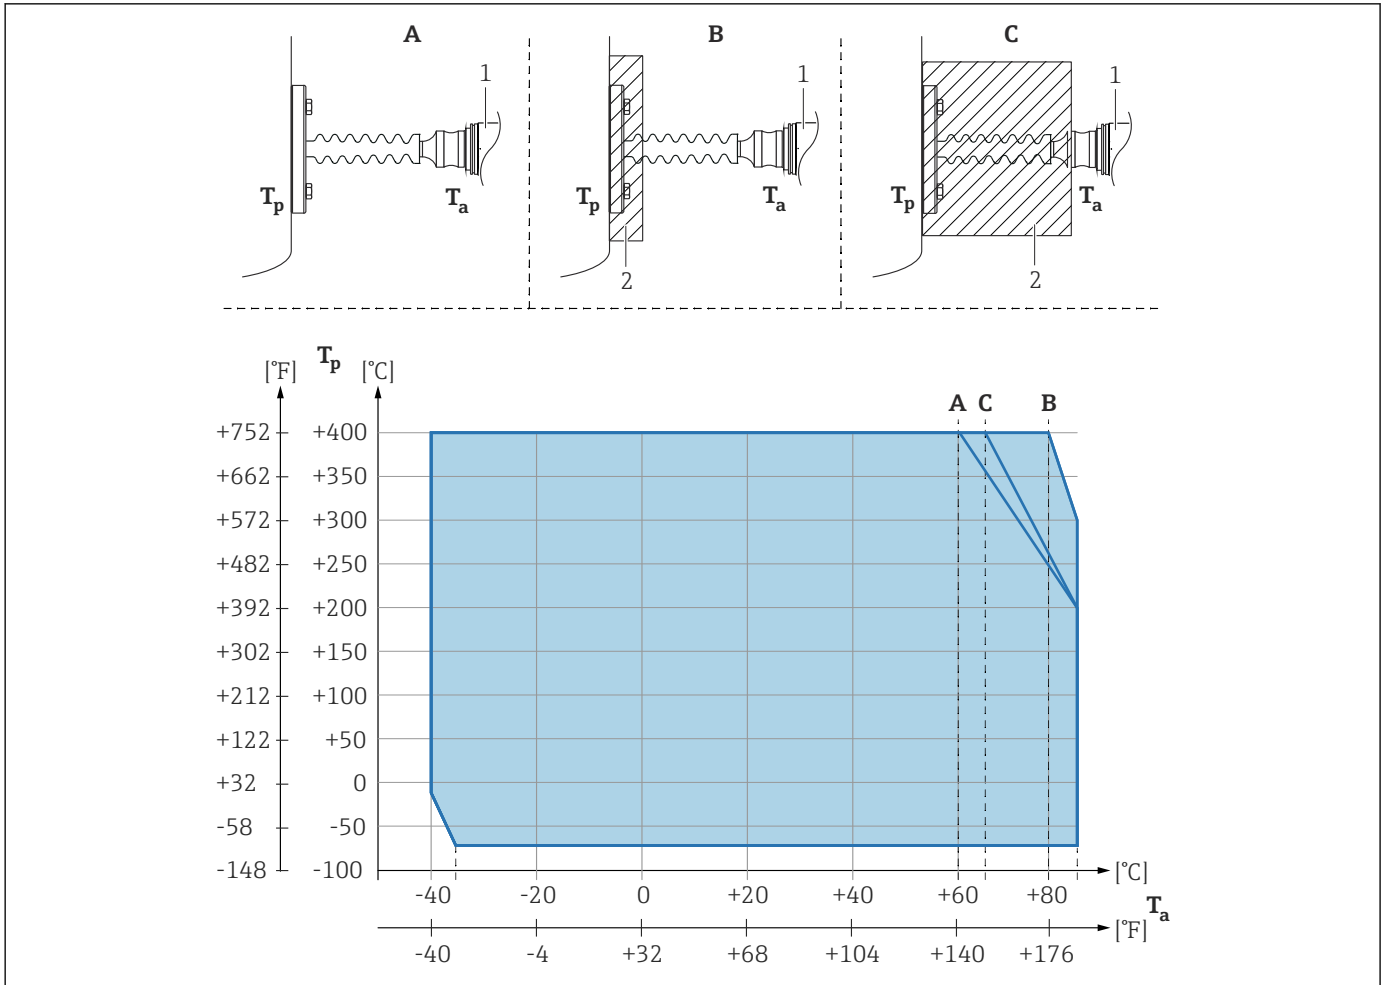 A B C
1 1 1
Tp Ta Tp Ta Tp Ta
2 2
Tp
[°F] [°C]
A C B
+752 +400
+662 +350
+572 +300
+482 +250
+392 +200
+302 +150
+212 +100
+122 +50
+32 0
-58 -50
-148 -100
[°C]
-40 -20 0 +20 +40 +60 +80
Ta
[°F]
-40 -4 +32 +68 +104 +140 +176